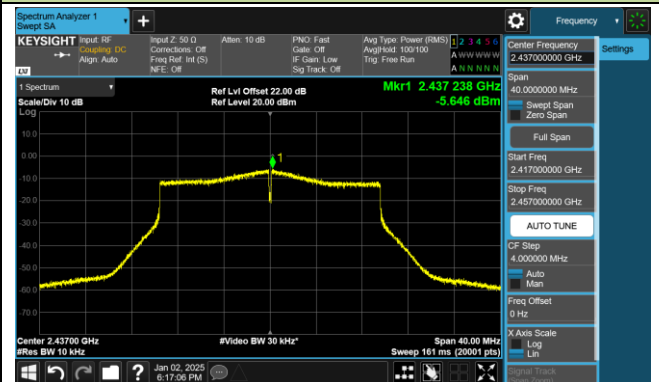 Spectrum Analyzer 1
Swept SA
Frequency
KEYSIGHT
Input: RF
Coupling: DC
Align: Auto
Input Z: 50 Ω
Corrections: Off
Freq Ref: Int (S)
NFE: Off
Atten: 10 dB
PNO: Fast
Gate: Off
IF Gain: Low
Sig Track: Off
Avg Type: Power (RMS)
Avg|Hold: 100/100
Trig: Free Run
1 2 3 4 5 6
A W W W W W
A N N N N N
LXI
1 Spectrum
Scale/Div 10 dB
Ref Lvl Offset 22.00 dB
Ref Level 20.00 dBm
Mkr1 2.437 238 GHz
-5.646 dBm
Log
10.0
0.00
-10.0
-20.0
-30.0
-40.0
-50.0
-60.0
-70.0
1
Center 2.43700 GHz
#Res BW 10 kHz
#Video BW 30 kHz*
Span 40.00 MHz
Sweep 161 ms (20001 pts)
Jan 02, 2025
6:17:06 PM
Center Frequency
2.437000000 GHz
Settings
Span
40.0000000 MHz
Swept Span
Zero Span
Full Span
Start Freq
2.417000000 GHz
Stop Freq
2.457000000 GHz
AUTO TUNE
CF Step
4.000000 MHz
Auto
Man
Freq Offset
0 Hz
X Axis Scale
Log
Lin
Signal Track
(Span Zoom)